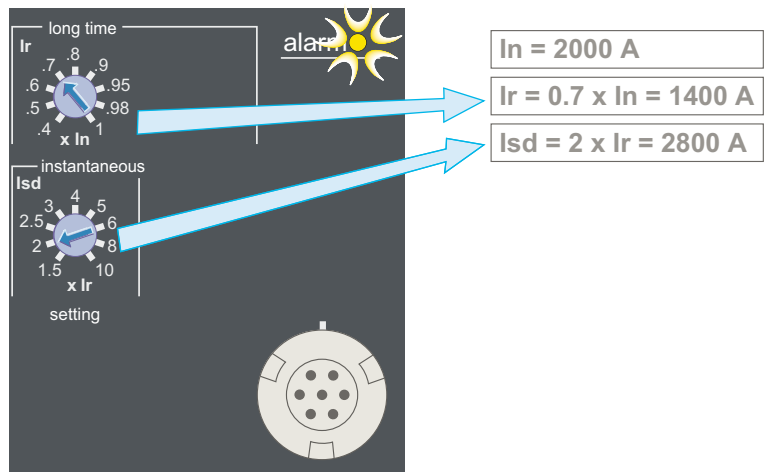 long time
Ir
alarm
.4
.5
.6
.7
.8
.9
.95
.98
1
x In
instantaneous
Isd
1.5
2
2.5
3
4
5
6
8
10
x Ir
setting
In = 2000 A
Ir = 0.7 x In = 1400 A
Isd = 2 x Ir = 2800 A